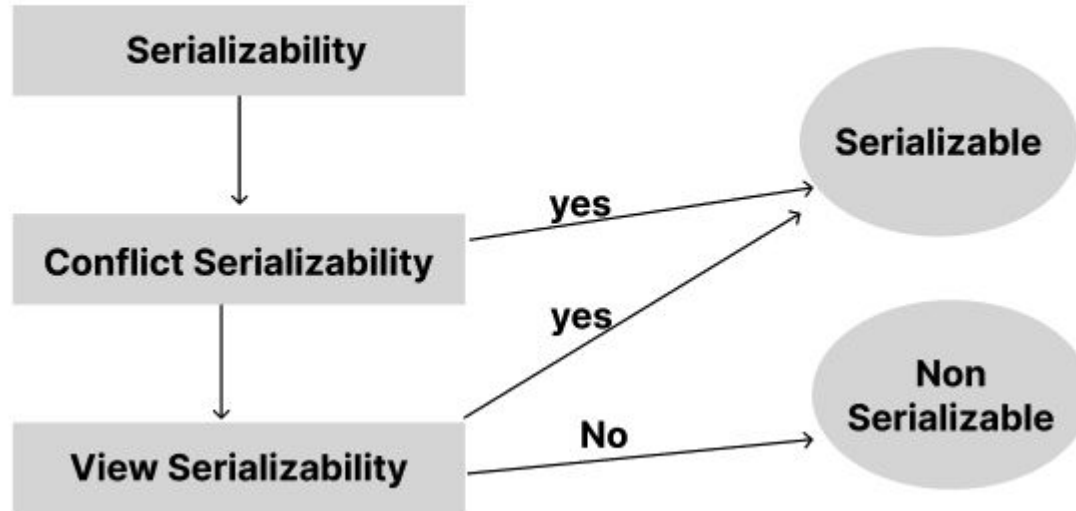 Serializability
Serializable
yes
Conflict Serializability
yes
Non
Serializable
No
View Serializability